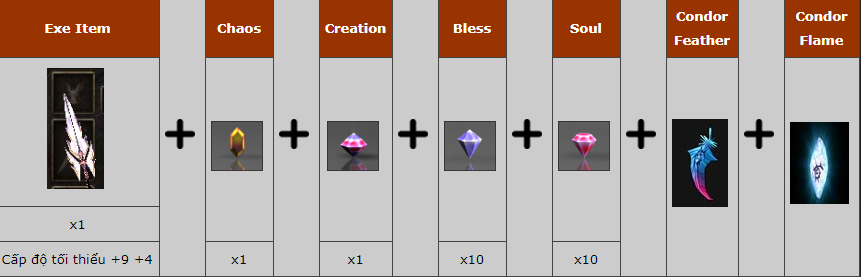 Exe Item
Chaos
Creation
Bless
Soul
Condor
Feather
Condor
Flame
x1
Cấp độ tối thiểu +9 +4
x1
x1
x10
x10